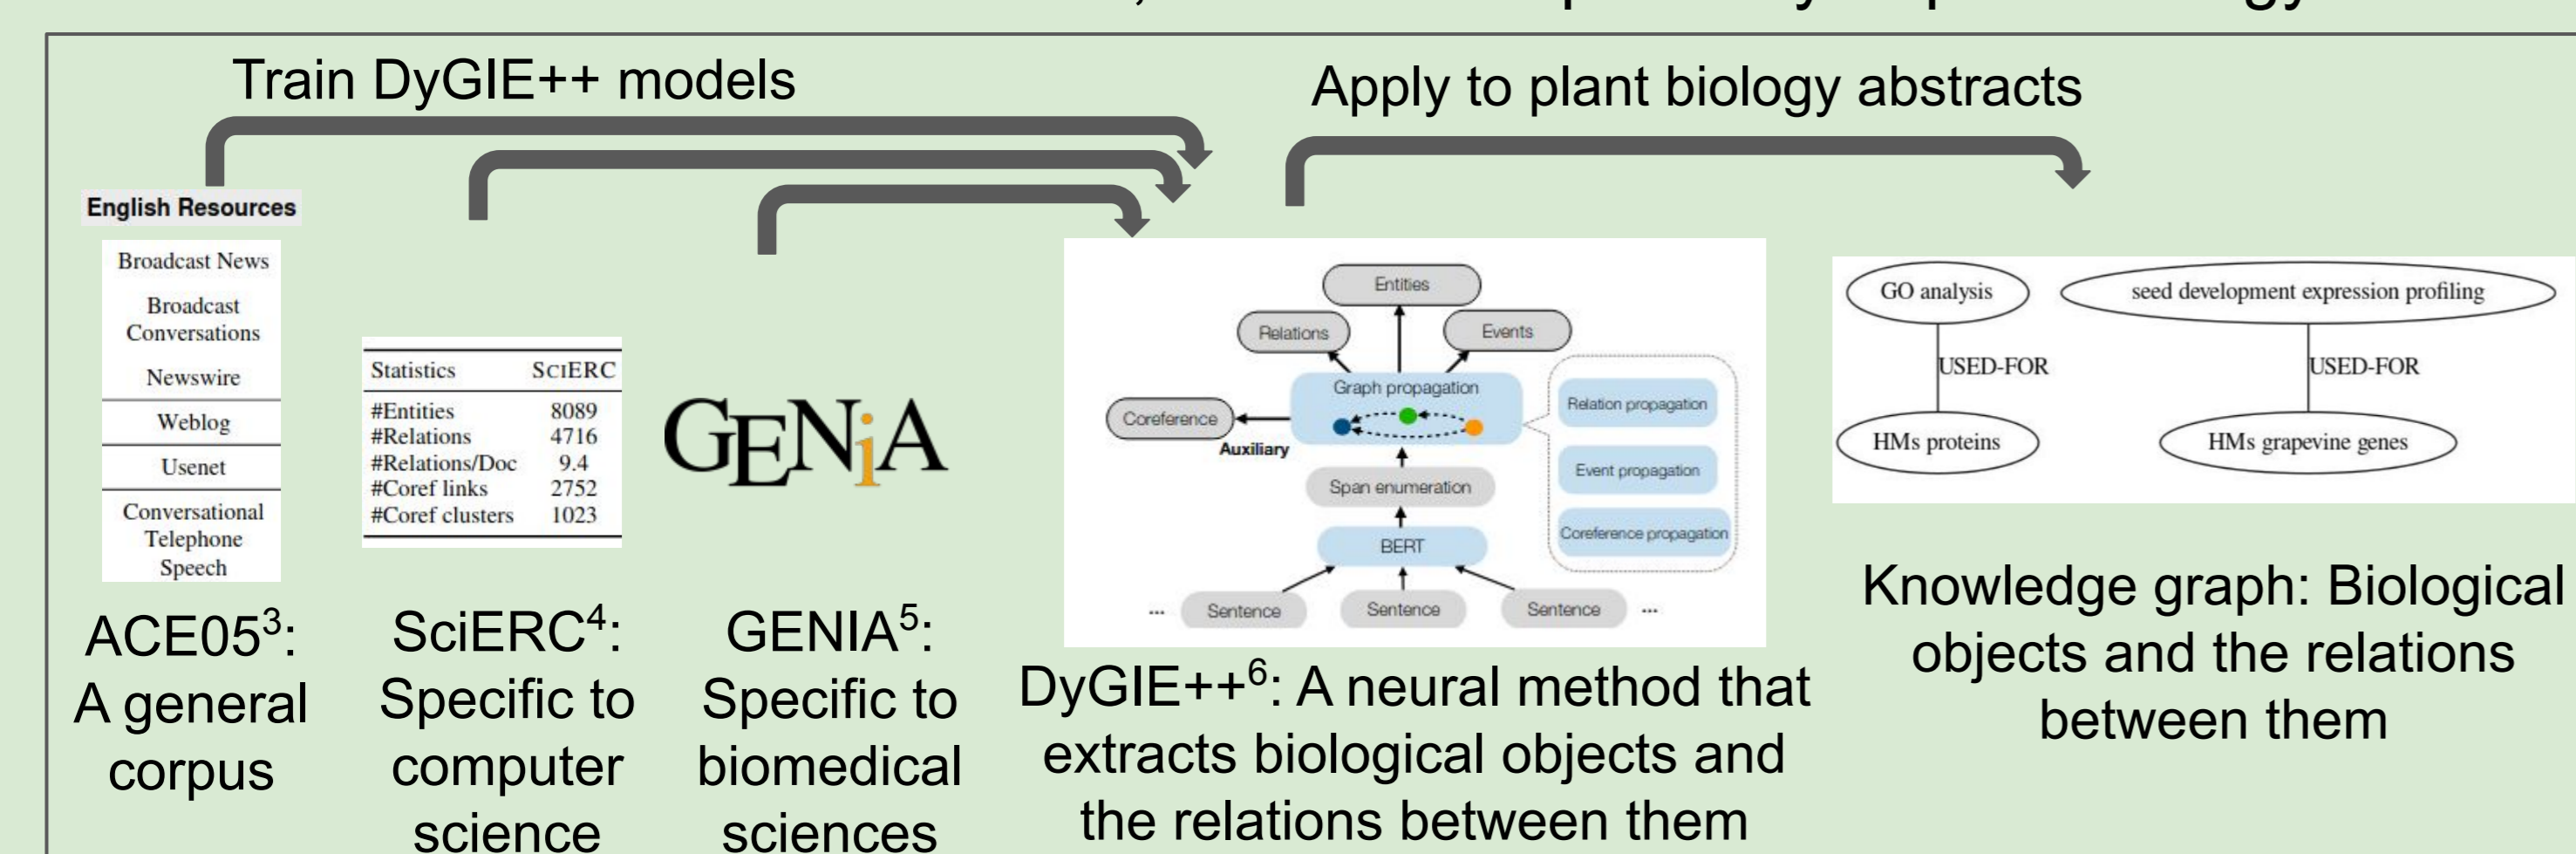 Train DyGIE++ models
Apply to plant biology abstracts
English Resources
Broadcast News
Broadcast
Conversations
Newswire
Weblog
Usenet
Conversational
Telephone
Speech
ACE05³:
A general
corpus
Statistics SCIERC
#Entities 8089
#Relations 4716
#Relations/Doc 9.4
#Coref links 2752
#Coref clusters 1023
SciERC⁴:
Specific to
computer
science
GENiA
GENIA⁵:
Specific to
biomedical
sciences
Entities
Relations
Events
Graph propagation
Coreference
Auxiliary
Relation propagation
Event propagation
Coreference propagation
Span enumeration
BERT
... Sentence Sentence Sentence ...
DyGIE++⁶: A neural method that
extracts biological objects and
the relations between them
GO analysis
USED-FOR
HMs proteins
seed development expression profiling
USED-FOR
HMs grapevine genes
Knowledge graph: Biological
objects and the relations
between them